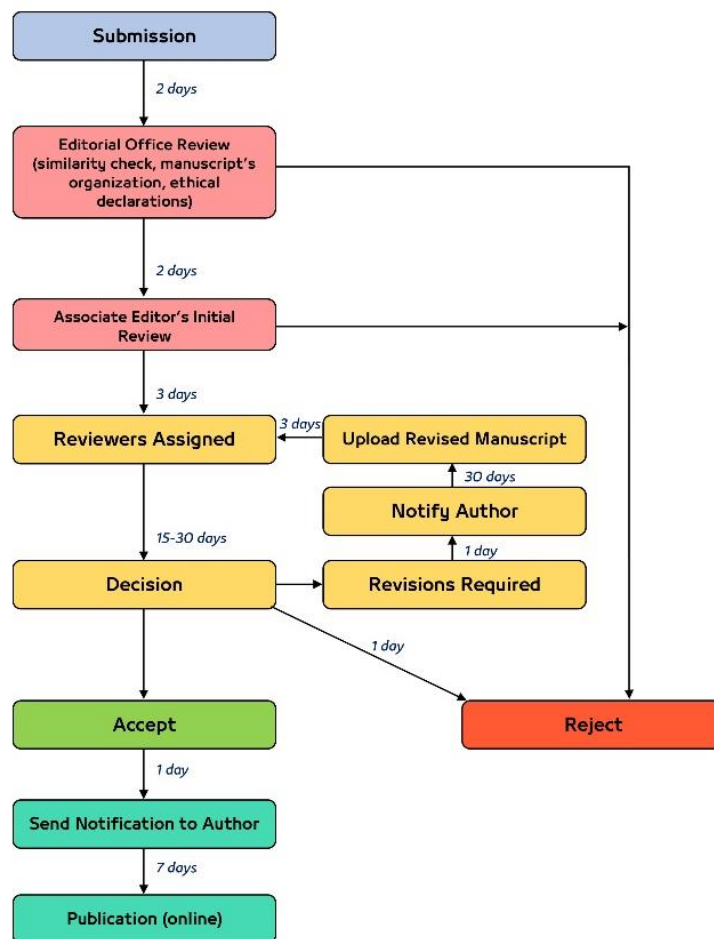 Submission
2 days
Editorial Office Review
(similarity check, manuscript's
organization, ethical
declarations)
2 days
Associate Editor's Initial
Review
3 days
Reviewers Assigned
3 days
Upload Revised Manuscript
30 days
Notify Author
15-30 days
1 day
Decision
Revisions Required
1 day
Accept
Reject
1 day
Send Notification to Author
7 days
Publication (online)